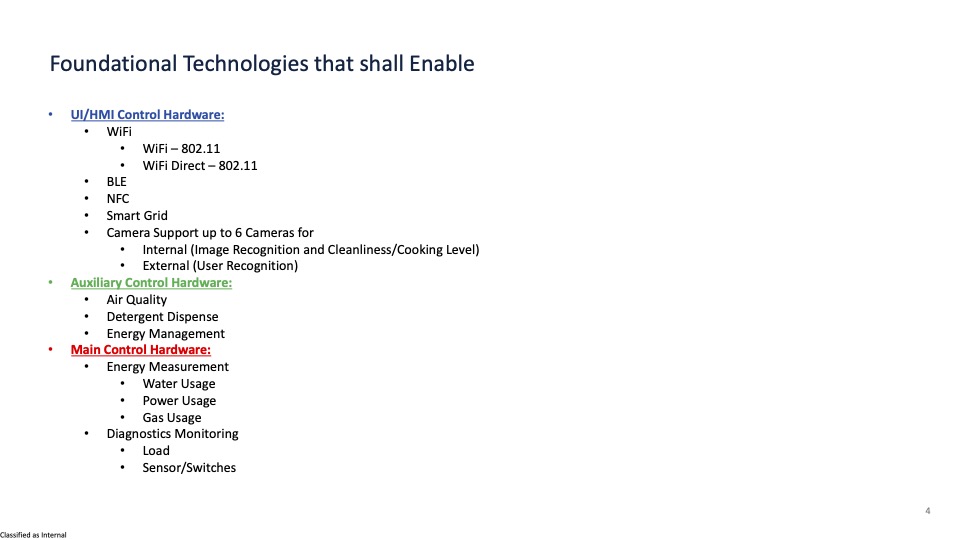 Foundational Technologies that shall Enable
• UI/HMI Control Hardware:
• WiFi
• WiFi – 802.11
• WiFi Direct – 802.11
• BLE
• NFC
• Smart Grid
• Camera Support up to 6 Cameras for
• Internal (Image Recognition and Cleanliness/Cooking Level)
• External (User Recognition)
• Auxiliary Control Hardware:
• Air Quality
• Detergent Dispense
• Energy Management
• Main Control Hardware:
• Energy Measurement
• Water Usage
• Power Usage
• Gas Usage
• Diagnostics Monitoring
• Load
• Sensor/Switches
4
Classified as Internal